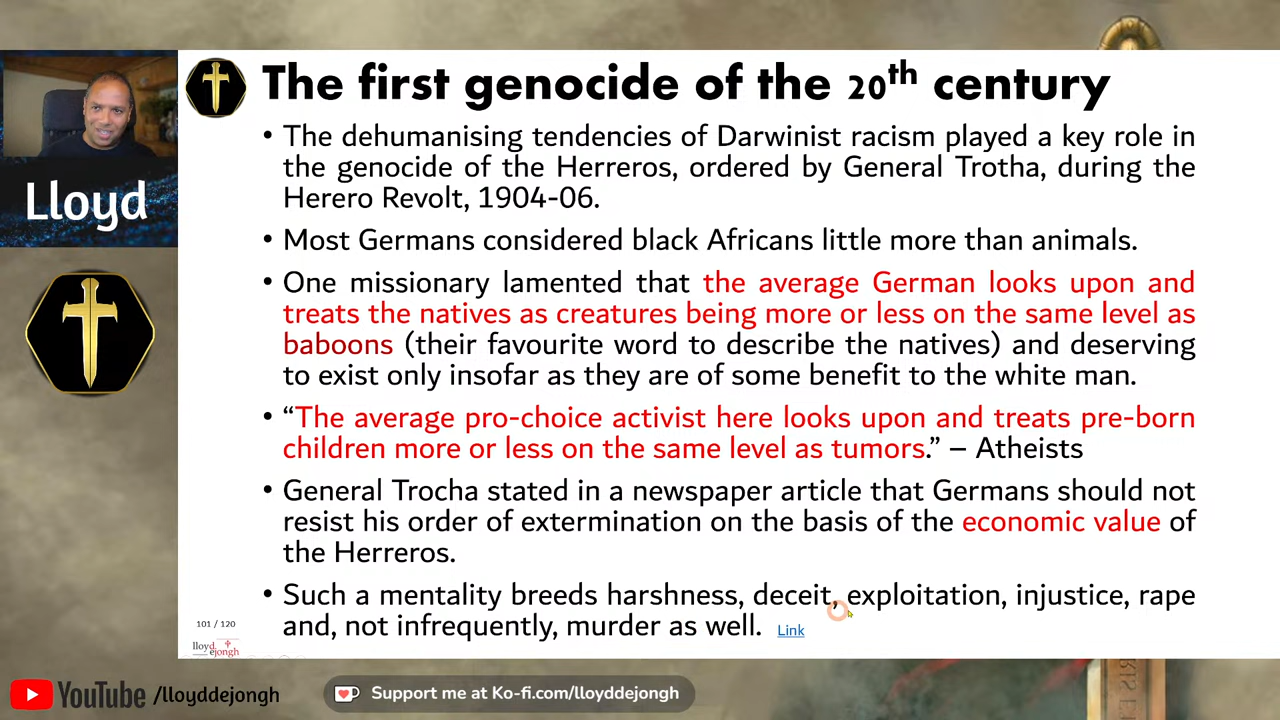 The first genocide of the 20th century
• The dehumanising tendencies of Darwinist racism played a key role in
the genocide of the Herreros, ordered by General Trotha, during the
Herero Revolt, 1904-06.
• Most Germans considered black Africans little more than animals.
• One missionary lamented that the average German looks upon and
treats the natives as creatures being more or less on the same level as
baboons (their favourite word to describe the natives) and deserving
to exist only insofar as they are of some benefit to the white man.
• “The average pro-choice activist here looks upon and treats pre-born
children more or less on the same level as tumors.” – Atheists
• General Trocha stated in a newspaper article that Germans should not
resist his order of extermination on the basis of the economic value of
the Herreros.
• Such a mentality breeds harshness, deceit, exploitation, injustice, rape
and, not infrequently, murder as well. Link
Lloyd
101 / 120
lloyd
ejongh
YouTube /lloyddejongh
Support me at Ko-fi.com/lloyddejongh